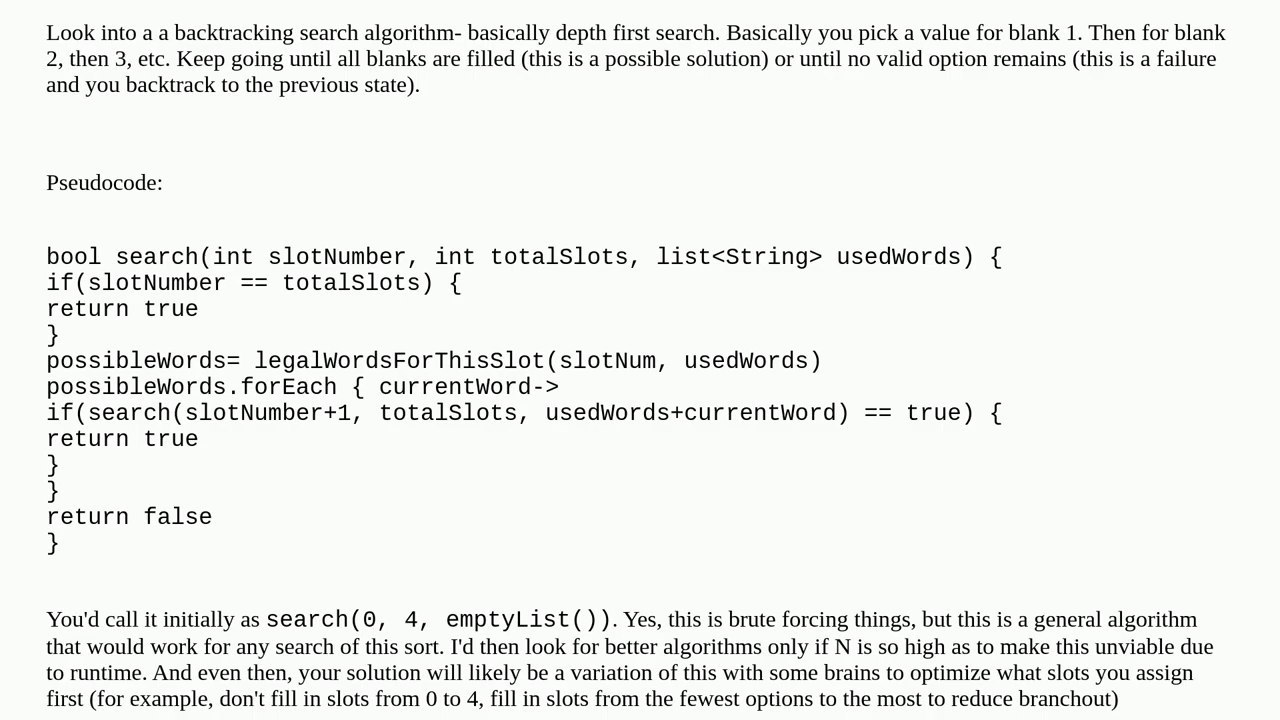 Look into a a backtracking search algorithm- basically depth first search. Basically you pick a value for blank 1. Then for blank
2, then 3, etc. Keep going until all blanks are filled (this is a possible solution) or until no valid option remains (this is a failure
and you backtrack to the previous state).
Pseudocode:
bool search(int slotNumber, int totalSlots, list<String> usedWords) {
if(slotNumber == totalSlots) {
return true
}
possibleWords= legalWordsForThisSlot(slotNum, usedWords)
possibleWords.forEach { currentWord->
if(search(slotNumber+1, totalSlots, usedWords+currentWord) == true) {
return true
}
}
return false
}
You'd call it initially as search(0, 4, emptyList()). Yes, this is brute forcing things, but this is a general algorithm
that would work for any search of this sort. I'd then look for better algorithms only if N is so high as to make this unviable due
to runtime. And even then, your solution will likely be a variation of this with some brains to optimize what slots you assign
first (for example, don't fill in slots from 0 to 4, fill in slots from the fewest options to the most to reduce branchout)